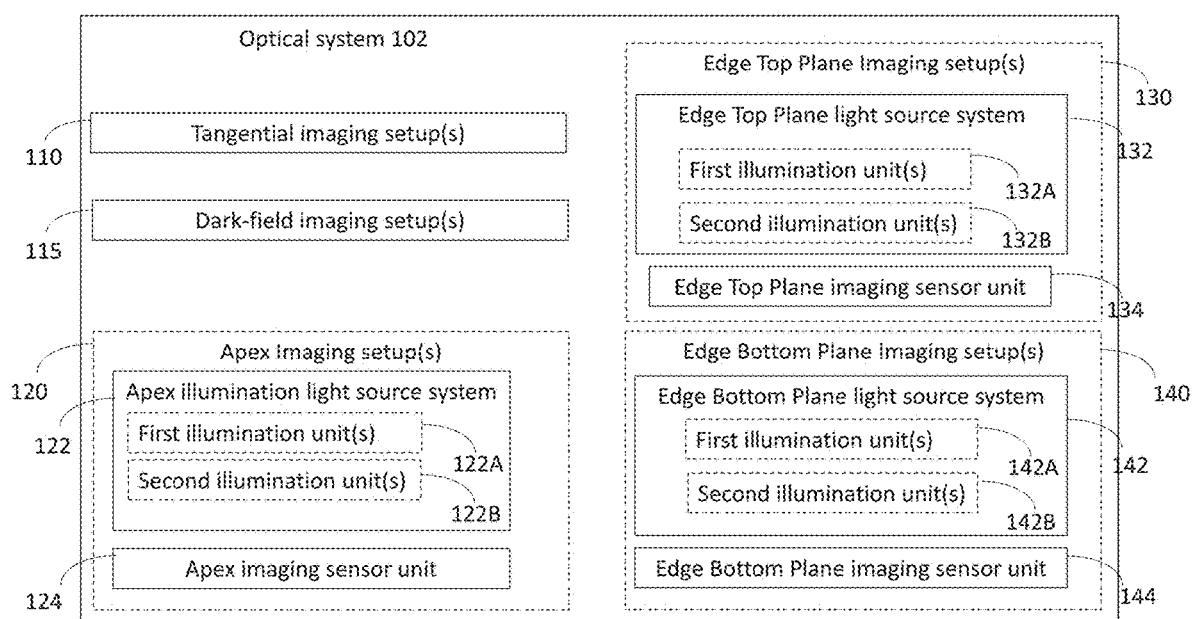 Optical system 102
Tangential imaging setup(s)
110
Dark-field imaging setup(s)
115
Apex Imaging setup(s)
120
Apex illumination light source system
122
First illumination unit(s)
122A
Second illumination unit(s)
122B
Apex imaging sensor unit
124
Edge Top Plane Imaging setup(s)
130
Edge Top Plane light source system
132
First illumination unit(s)
132A
Second illumination unit(s)
132B
Edge Top Plane imaging sensor unit
134
Edge Bottom Plane Imaging setup(s)
140
Edge Bottom Plane light source system
142
First illumination unit(s)
142A
Second illumination unit(s)
142B
Edge Bottom Plane imaging sensor unit
144